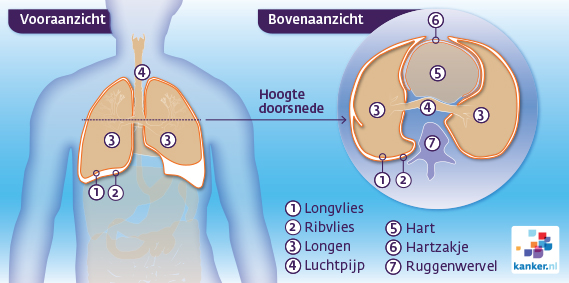 Vooraanzicht
Bovenaanzicht
6
4
5
Hoogte
doorsnede
3
3
3
4
3
7
1
2
1
2
1 Longvlies
2 Ribvlies
3 Longen
4 Luchtpijp
5 Hart
6 Hartzakje
7 Ruggenwervel
kanker.nl